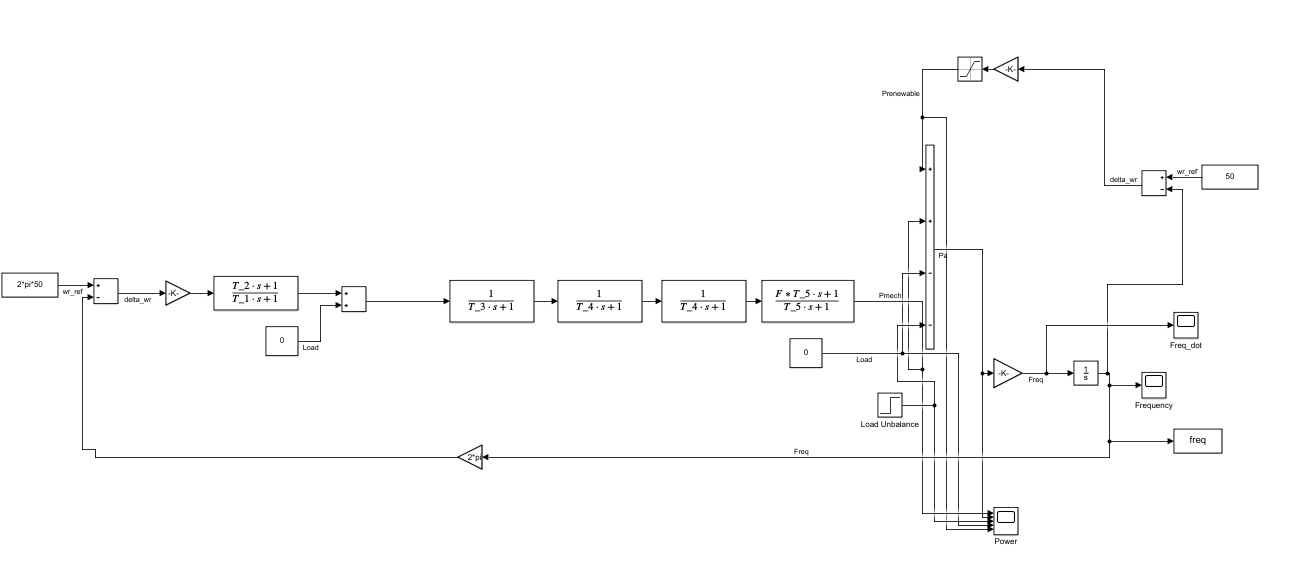 -K-
Prenewable
wr_ref
50
delta_wr
+
−
+
+
−
−
Pa
2*pi*50
wr_ref
+
−
delta_wr
-K-
T_2 · s + 1
T_1 · s + 1
+
+
0
Load
1
T_3 · s + 1
1
T_4 · s + 1
1
T_4 · s + 1
F * T_5 · s + 1
T_5 · s + 1
Pmech
0
Load
Load Unbalance
-K-
Freq
1
s
Freq_dot
Frequency
freq
Freq
2*pi
Power